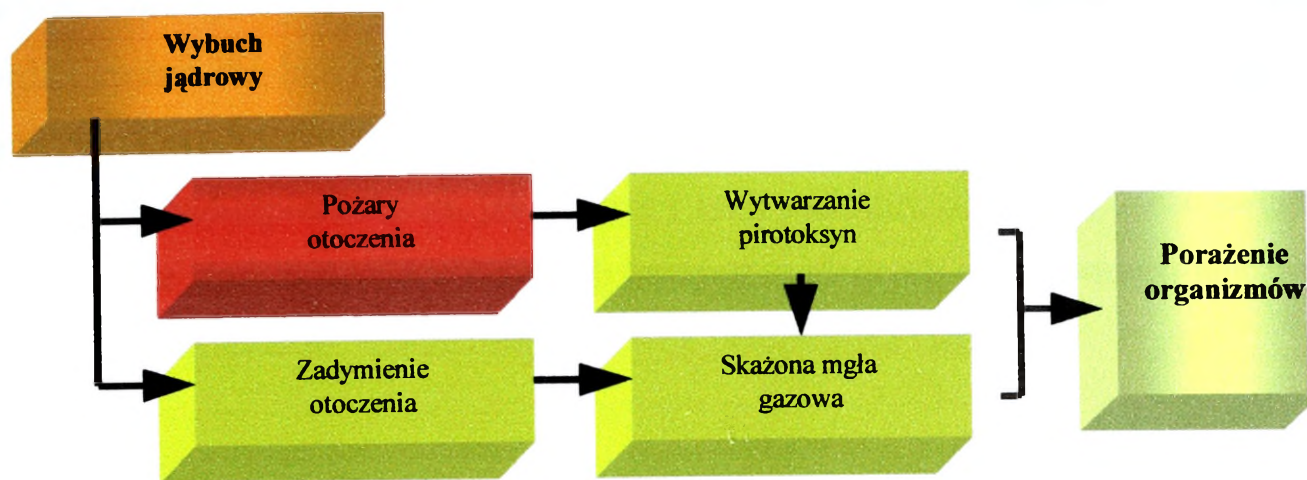 Wybuch
jądrowy
Pożary
otoczenia
Wytwarzanie
pirotoksyn
Porażenie
organizmów
Zadymienie
otoczenia
Skażona mgła
gazowa